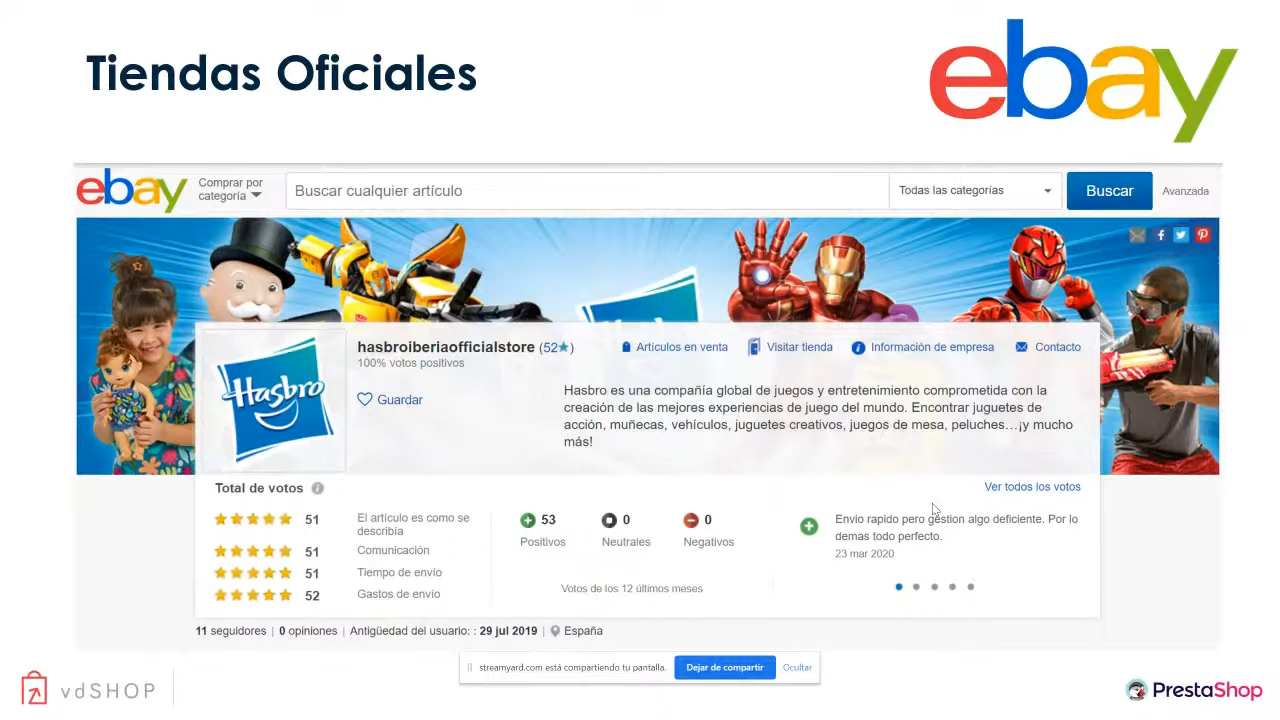 Tiendas Oficiales
ebay
ebay
Comprar por
categoría
Buscar cualquier artículo
Todas las categorías
Buscar
Avanzada
Hasbro
hasbroiberiaofficialstore (52★)
100% votos positivos
Guardar
Artículos en venta
Visitar tienda
Información de empresa
Contacto
Hasbro es una compañía global de juegos y entretenimiento comprometida con la
creación de las mejores experiencias de juego del mundo. Encontrar juguetes de
acción, muñecas, vehículos, juguetes creativos, juegos de mesa, peluches…¡y mucho
más!
Total de votos
Ver todos los votos
51 El artículo es como se
describía
51 Comunicación
51 Tiempo de envío
52 Gastos de envío
53 Positivos
0 Neutrales
0 Negativos
Votos de los 12 últimos meses
Envio rapido pero gestion algo deficiente. Por lo
demas todo perfecto.
23 mar 2020
11 seguidores | 0 opiniones | Antigüedad del usuario: : 29 jul 2019 | España
streamyard.com está compartiendo tu pantalla.
Dejar de compartir
Ocultar
vdSHOP
PrestaShop